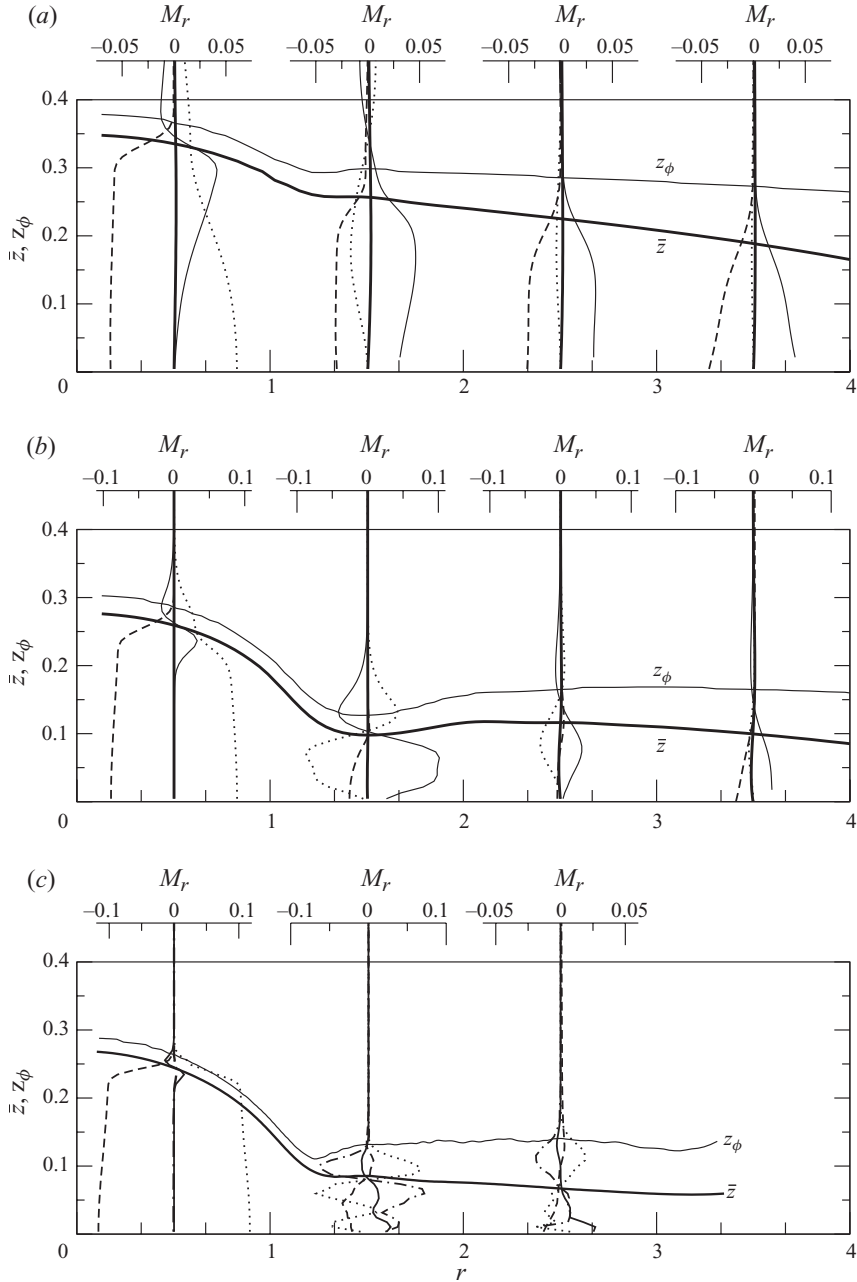 (a)
M_r M_r M_r M_r
–0.05 0 0.05 –0.05 0 0.05 –0.05 0 0.05 –0.05 0 0.05
0.4
0.3
0.2
0.1
0
z̄, z_ϕ
z_ϕ
z̄
1 2 3 4
(b)
M_r M_r M_r M_r
–0.1 0 0.1 –0.1 0 0.1 –0.1 0 0.1 –0.1 0 0.1
0.4
0.3
0.2
0.1
0
z̄, z_ϕ
z_ϕ
z̄
1 2 3 4
(c)
M_r M_r M_r
–0.1 0 0.1 –0.1 0 0.1 –0.05 0 0.05
0.4
0.3
0.2
0.1
0
z̄, z_ϕ
z_ϕ
z̄
1 2 3 4
r